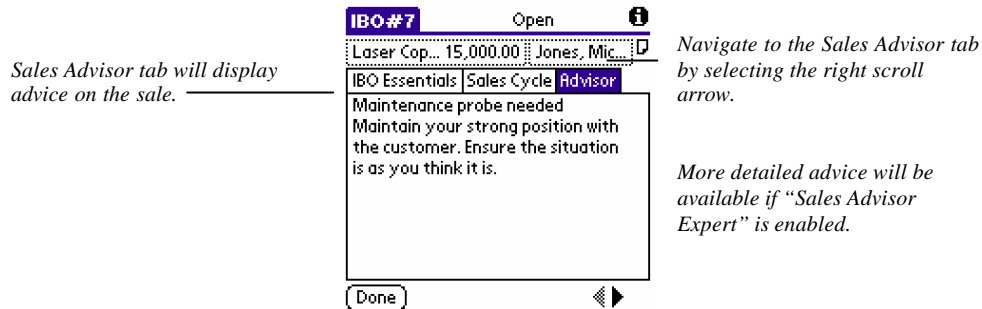 Sales Advisor tab will display
advice on the sale.
IBO#7 Open
Laser Cop... 15,000.00 Jones, Mic...
IBO Essentials Sales Cycle Advisor
Maintenance probe needed
Maintain your strong position with
the customer. Ensure the situation
is as you think it is.
Done
Navigate to the Sales Advisor tab
by selecting the right scroll
arrow.
More detailed advice will be
available if “Sales Advisor
Expert” is enabled.